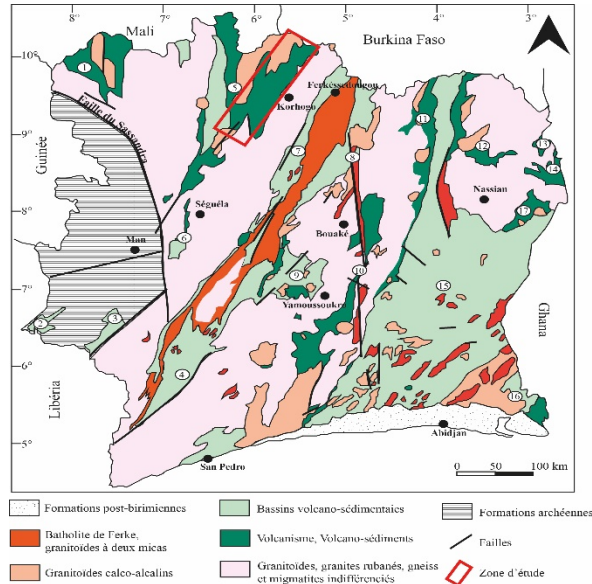 8° 7° 6° 5° 4° 3°
Mali
Burkina Faso
10°
1
5
Ferkéssédougou
Korhogo
11
Faille du Sassandra
9°
7
8
12
13
14
Guinée
Nassian
17
8°
Séguéla
6
Bouaké
Man
7°
9
10
15
Yamoussoukro
2
3
Ghana
6°
4
Libéria
16
5°
Abidjan
San Pedro
0 50 100 km
Formations post-birimiennes
Bassins volcano-sédimentaies
Formations archéennes
Batholite de Ferke,
granitoïdes à deux micas
Volcanisme, Volcano-sédiments
Failles
Granitoïdes calco-alcalins
Granitoïdes, granites rubanés, gneiss
et migmatites indifférenciés
Zone d'étude